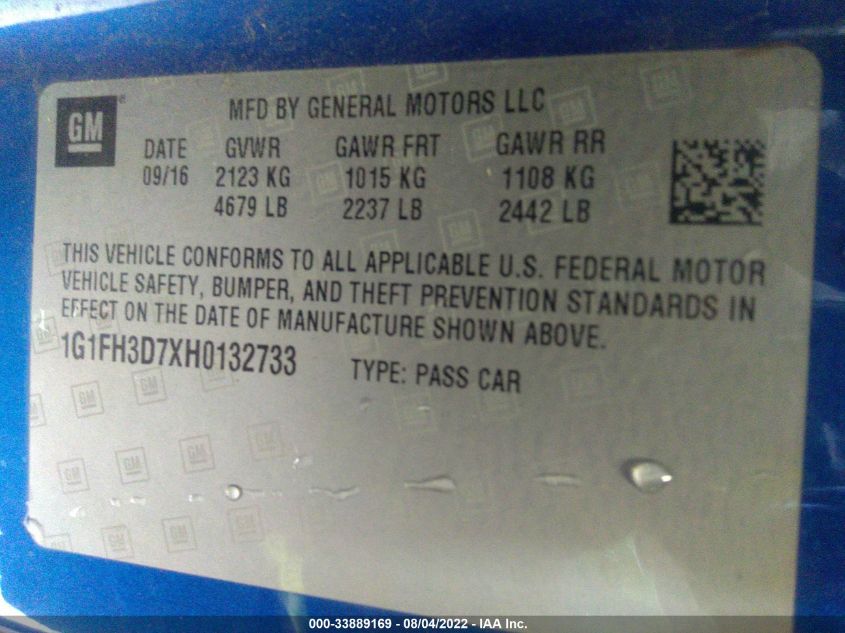 MFD BY GENERAL MOTORS LLC
GM
DATE GVWR GAWR FRT GAWR RR
09/16 2123 KG 1015 KG 1108 KG
4679 LB 2237 LB 2442 LB
THIS VEHICLE CONFORMS TO ALL APPLICABLE U.S. FEDERAL MOTOR
VEHICLE SAFETY, BUMPER, AND THEFT PREVENTION STANDARDS IN
EFFECT ON THE DATE OF MANUFACTURE SHOWN ABOVE.
1G1FH3D7XH0132733 TYPE: PASS CAR
000-33889169 - 08/04/2022 - IAA Inc.